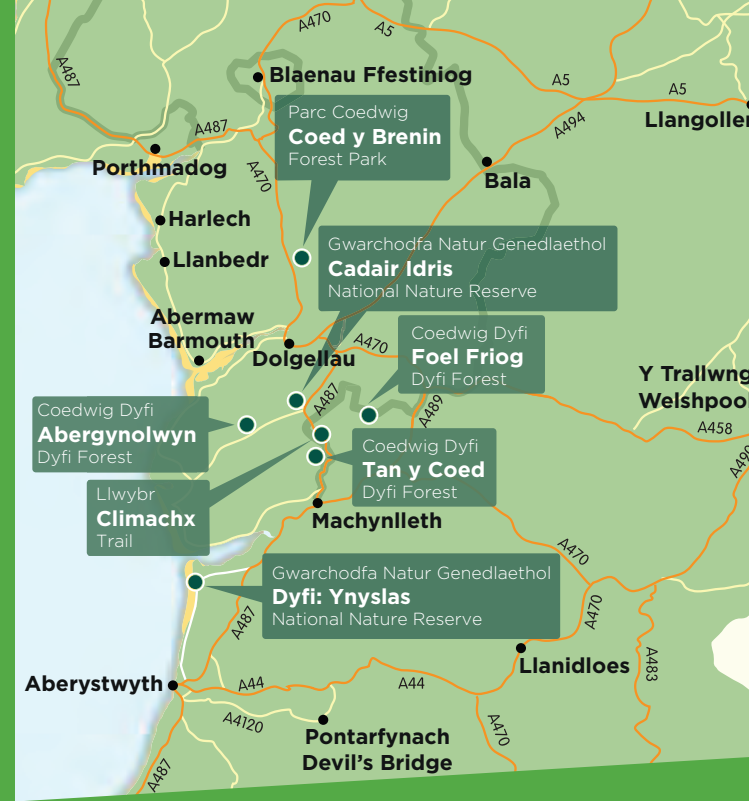 A470
A5
A487
Blaenau Ffestiniog
A5
A5
Parc Coedwig
Coed y Brenin
Forest Park
A487
A494
Llangollen
Porthmadog
A470
Bala
Harlech
Gwarchodfa Natur Genedlaethol
Cadair Idris
National Nature Reserve
Llanbedr
Abermaw
Barmouth
Dolgellau
A470
Coedwig Dyfi
Foel Friog
Dyfi Forest
Y Trallwng
Welshpool
A487
A489
A458
Coedwig Dyfi
Abergynolwyn
Dyfi Forest
Coedwig Dyfi
Tan y Coed
Dyfi Forest
A490
Llwybr
Climachx
Trail
Machynlleth
A470
Gwarchodfa Natur Genedlaethol
Dyfi: Ynyslas
National Nature Reserve
A487
A470
Llanidloes
A483
Aberystwyth
A44
A44
A4120
A470
Pontarfynach
Devil's Bridge
A487